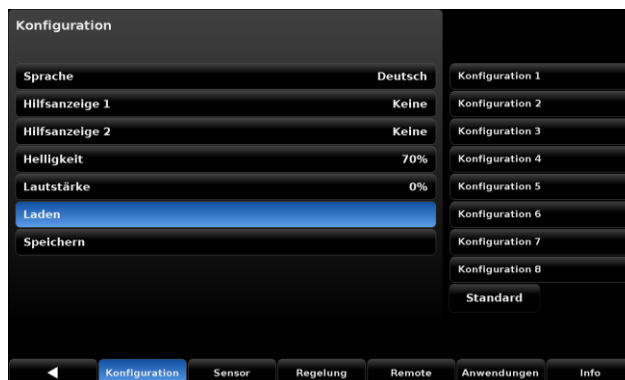 Konfiguration
Sprache Deutsch
Hilfsanzeige 1 Keine
Hilfsanzeige 2 Keine
Helligkeit 70%
Lautstärke 0%
Laden
Speichern
Konfiguration 1
Konfiguration 2
Konfiguration 3
Konfiguration 4
Konfiguration 5
Konfiguration 6
Konfiguration 7
Konfiguration 8
Standard
Konfiguration Sensor Regelung Remote Anwendungen Info